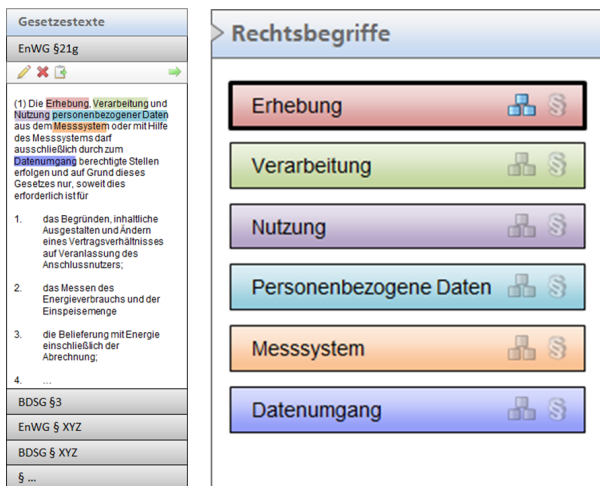 Gesetzestexte
EnWG §21g
(1) Die Erhebung, Verarbeitung und
Nutzung personenbezogener Daten
aus dem Messsystem oder mit Hilfe
des Messsystems darf
ausschließlich durch zum
Datenumgang berechtigte Stellen
erfolgen und auf Grund dieses
Gesetzes nur, soweit dies
erforderlich ist für
1. das Begründen, inhaltliche
Ausgestalten und Ändern
eines Vertragsverhältnisses
auf Veranlassung des
Anschlussnutzers;
2. das Messen des
Energieverbrauchs und der
Einspeisemenge
3. die Belieferung mit Energie
einschließlich der
Abrechnung;
4. ...
BDSG §3
EnWG § XYZ
BDSG § XYZ
§ ...
Rechtsbegriffe
Erhebung §
Verarbeitung §
Nutzung §
Personenbezogene Daten §
Messsystem §
Datenumgang §